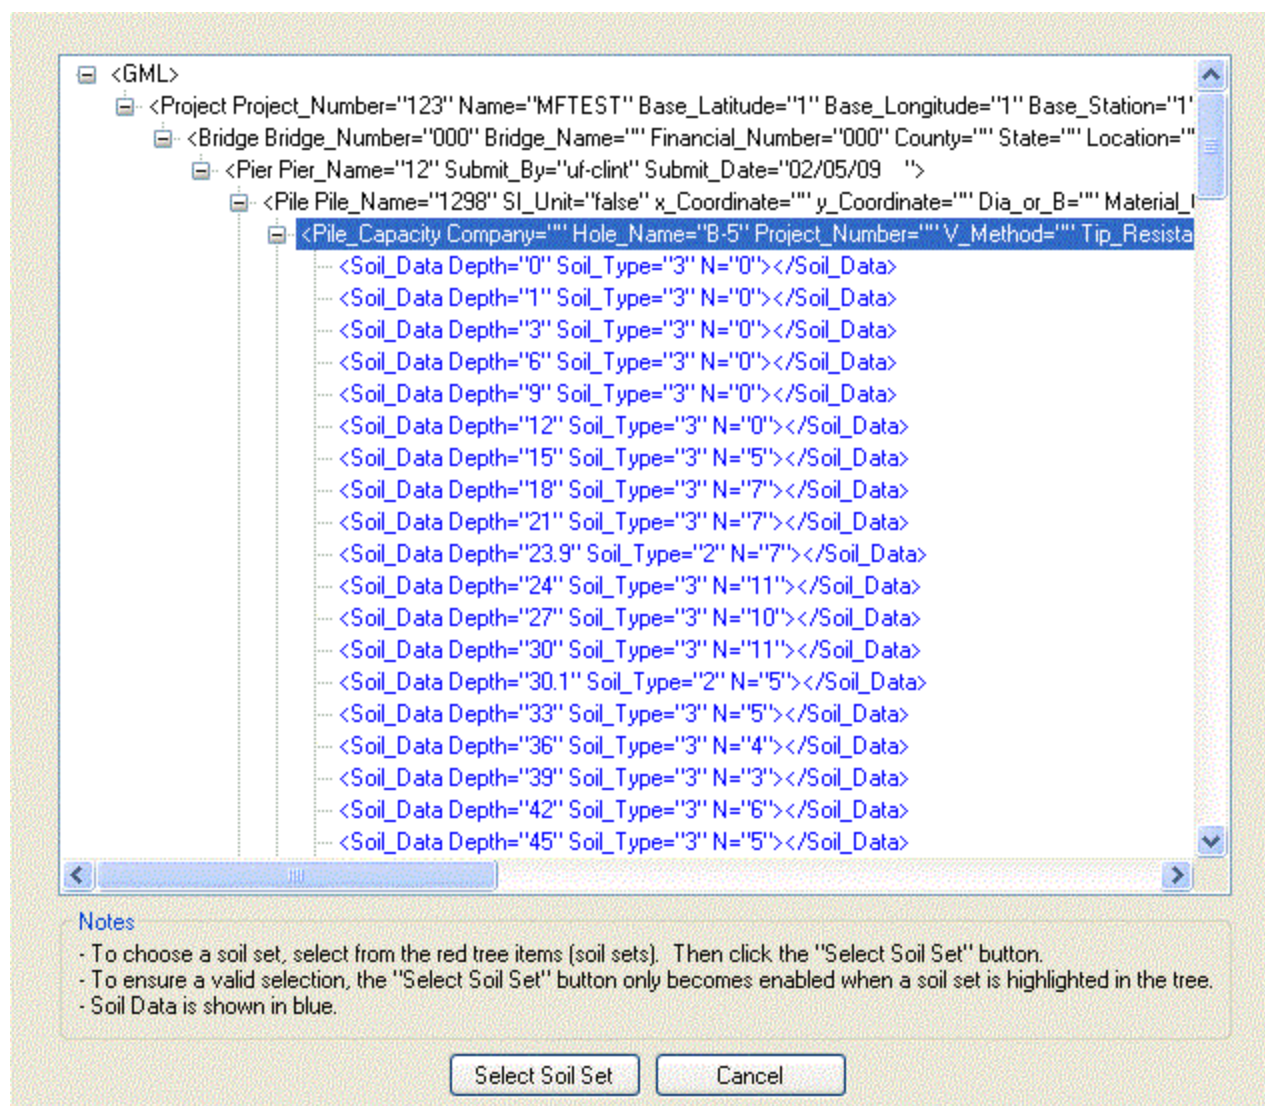 <GML>
<Project Project_Number="123" Name="MFTEST" Base_Latitude="1" Base_Longitude="1" Base_Station="1"
<Bridge Bridge_Number="000" Bridge_Name="" Financial_Number="000" County="" State="" Location=""
<Pier Pier_Name="12" Submit_By="uf-clint" Submit_Date="02/05/09   ">
<Pile Pile_Name="1298" SI_Unit="false" x_Coordinate="" y_Coordinate="" Dia_or_B="" Material_
<Pile_Capacity Company="" Hole_Name="B-5" Project_Number="" V_Method="" Tip_Resista
<Soil_Data Depth="0" Soil_Type="3" N="0"></Soil_Data>
<Soil_Data Depth="1" Soil_Type="3" N="0"></Soil_Data>
<Soil_Data Depth="3" Soil_Type="3" N="0"></Soil_Data>
<Soil_Data Depth="6" Soil_Type="3" N="0"></Soil_Data>
<Soil_Data Depth="9" Soil_Type="3" N="0"></Soil_Data>
<Soil_Data Depth="12" Soil_Type="3" N="0"></Soil_Data>
<Soil_Data Depth="15" Soil_Type="3" N="5"></Soil_Data>
<Soil_Data Depth="18" Soil_Type="3" N="7"></Soil_Data>
<Soil_Data Depth="21" Soil_Type="3" N="7"></Soil_Data>
<Soil_Data Depth="23.9" Soil_Type="2" N="7"></Soil_Data>
<Soil_Data Depth="24" Soil_Type="3" N="11"></Soil_Data>
<Soil_Data Depth="27" Soil_Type="3" N="10"></Soil_Data>
<Soil_Data Depth="30" Soil_Type="3" N="11"></Soil_Data>
<Soil_Data Depth="30.1" Soil_Type="2" N="5"></Soil_Data>
<Soil_Data Depth="33" Soil_Type="3" N="5"></Soil_Data>
<Soil_Data Depth="36" Soil_Type="3" N="4"></Soil_Data>
<Soil_Data Depth="39" Soil_Type="3" N="3"></Soil_Data>
<Soil_Data Depth="42" Soil_Type="3" N="6"></Soil_Data>
<Soil_Data Depth="45" Soil_Type="3" N="5"></Soil_Data>
Notes
- To choose a soil set, select from the red tree items (soil sets).  Then click the "Select Soil Set" button.
- To ensure a valid selection, the "Select Soil Set" button only becomes enabled when a soil set is highlighted in the tree.
- Soil Data is shown in blue.
Select Soil Set
Cancel